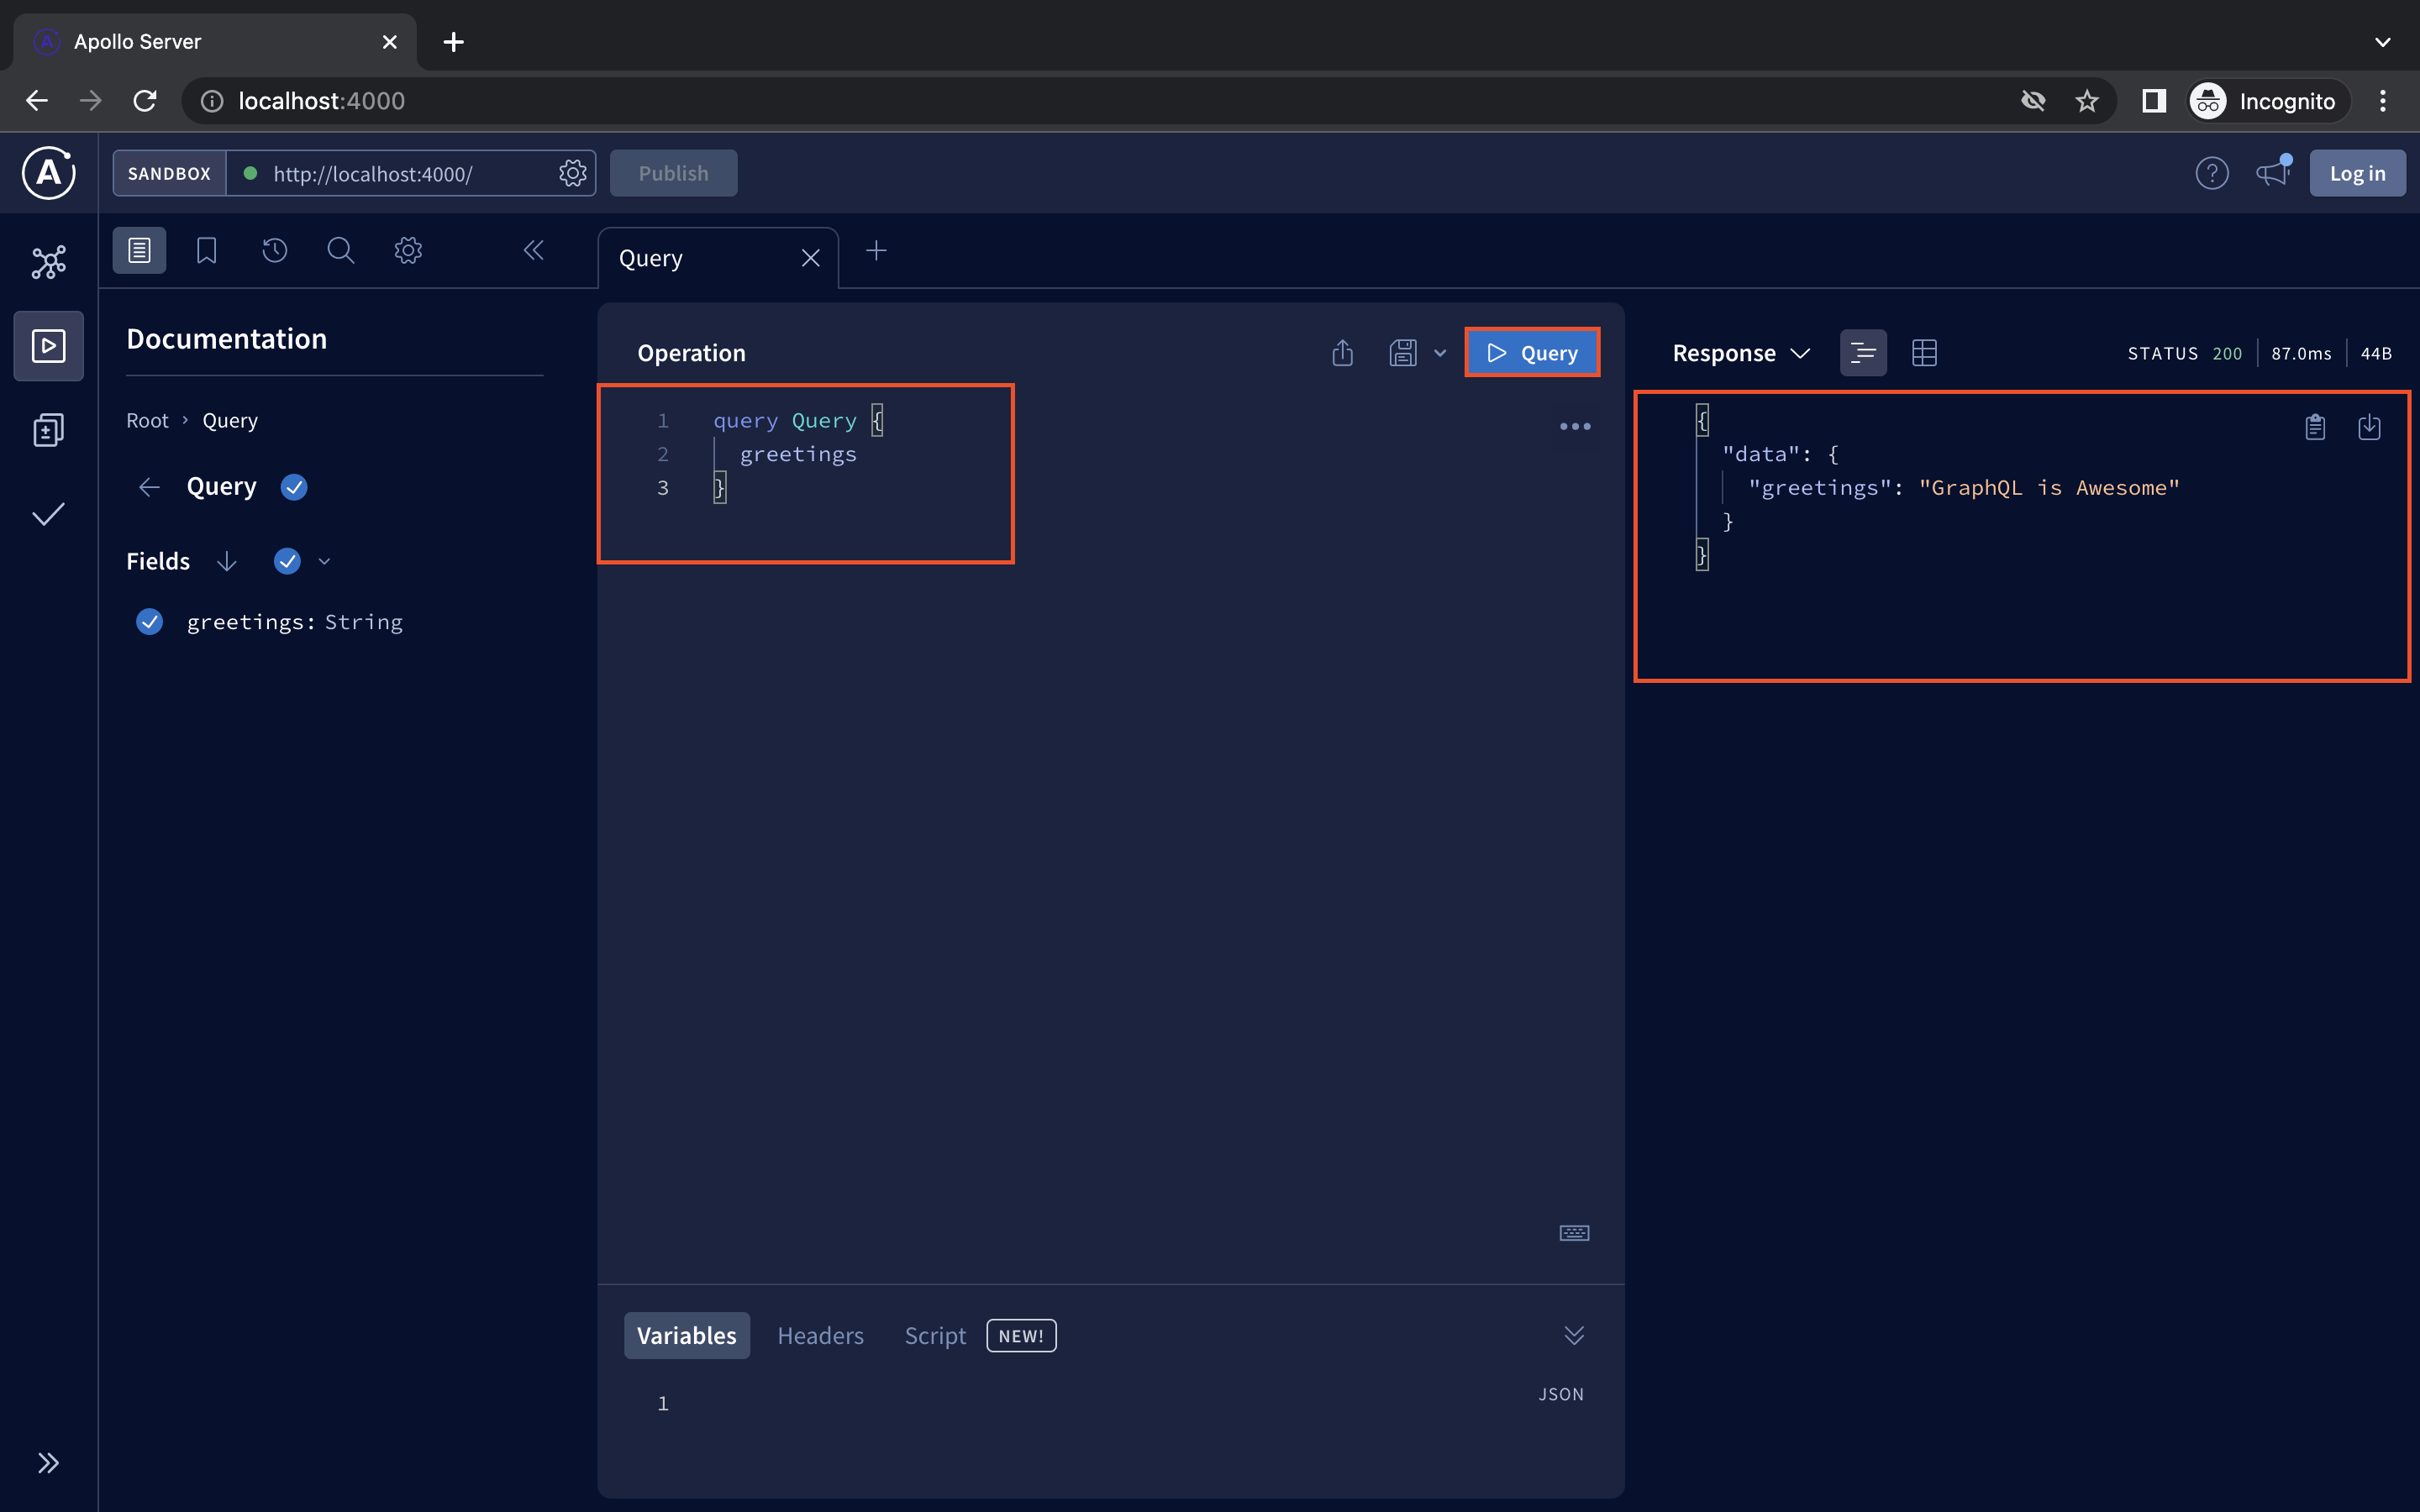 Apollo Server
localhost:4000
Incognito
SANDBOX
http://localhost:4000/
Publish
Log in
Query
Documentation
Root › Query
Query
Fields
greetings: String
Operation
Query
1 query Query {
2 greetings
3 }
Response
STATUS 200 87.0ms 44B
{
"data": {
"greetings": "GraphQL is Awesome"
}
}
Variables Headers Script NEW!
1
JSON